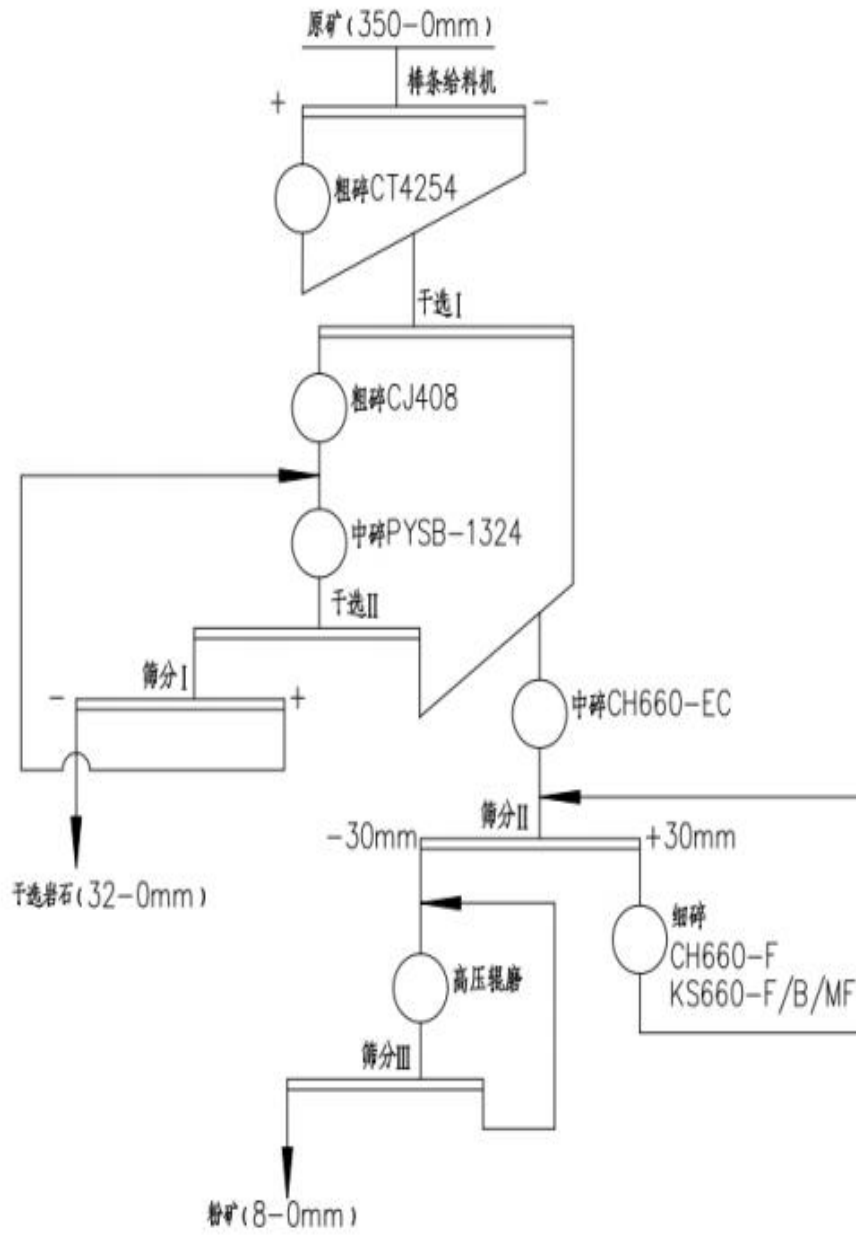 原矿(350-0mm)
棒条给料机
+
-
粗碎CT4254
干选Ⅰ
粗碎CJ408
中碎PYSB-1324
干选II
筛分Ⅰ
-
+
中碎CH660-EC
筛分Ⅱ
-30mm
+30mm
干选岩石(32-0mm)
细碎
CH660-F
KS660-F/B/MF
高压辊磨
筛分Ⅲ
粉矿(8-0mm)